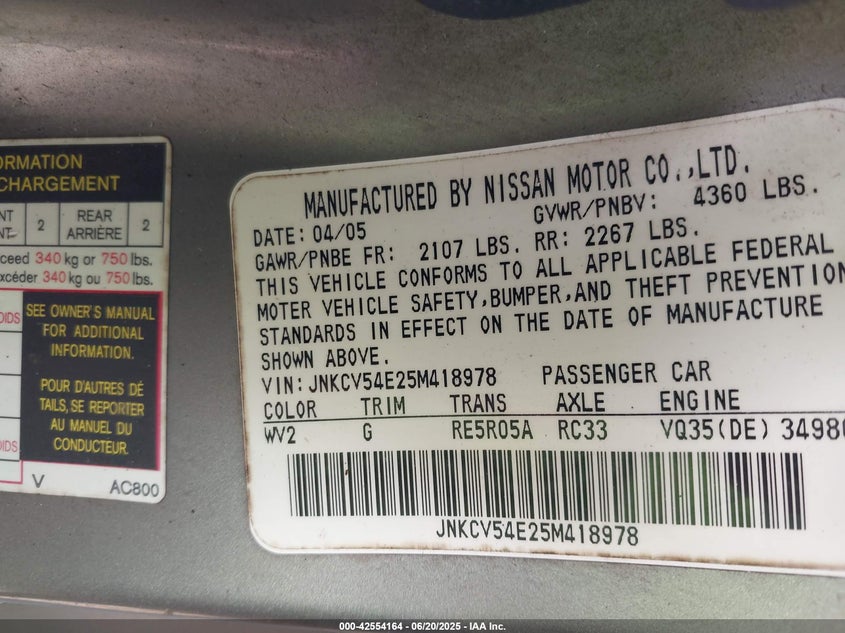 ORMATION
CHARGEMENT
NT 2 REAR 2
NT ARRIÈRE
ceed 340 kg or 750 lbs.
xcéder 340 kg ou 750 lbs.
OIDS
SEE OWNER'S MANUAL
FOR ADDITIONAL
INFORMATION.
POUR D'AUTRES DÉ
TAILS, SE REPORTER
AU MANUEL DU
CONDUCTEUR.
OIDS
V AC800
MANUFACTURED BY NISSAN MOTOR CO.,LTD.
DATE: 04/05 GVWR/PNBV: 4360 LBS.
GAWR/PNBE FR: 2107 LBS. RR: 2267 LBS.
THIS VEHICLE CONFORMS TO ALL APPLICABLE FEDERAL
MOTER VEHICLE SAFETY,BUMPER,AND THEFT PREVENTION
STANDARDS IN EFFECT ON THE DATE OF MANUFACTURE
SHOWN ABOVE.
VIN: JNKCV54E25M418978 PASSENGER CAR
COLOR TRIM TRANS AXLE ENGINE
WV2 G RE5R05A RC33 VQ35(DE) 3498
JNKCV54E25M418978
000-42554164 - 06/20/2025 - IAA Inc.